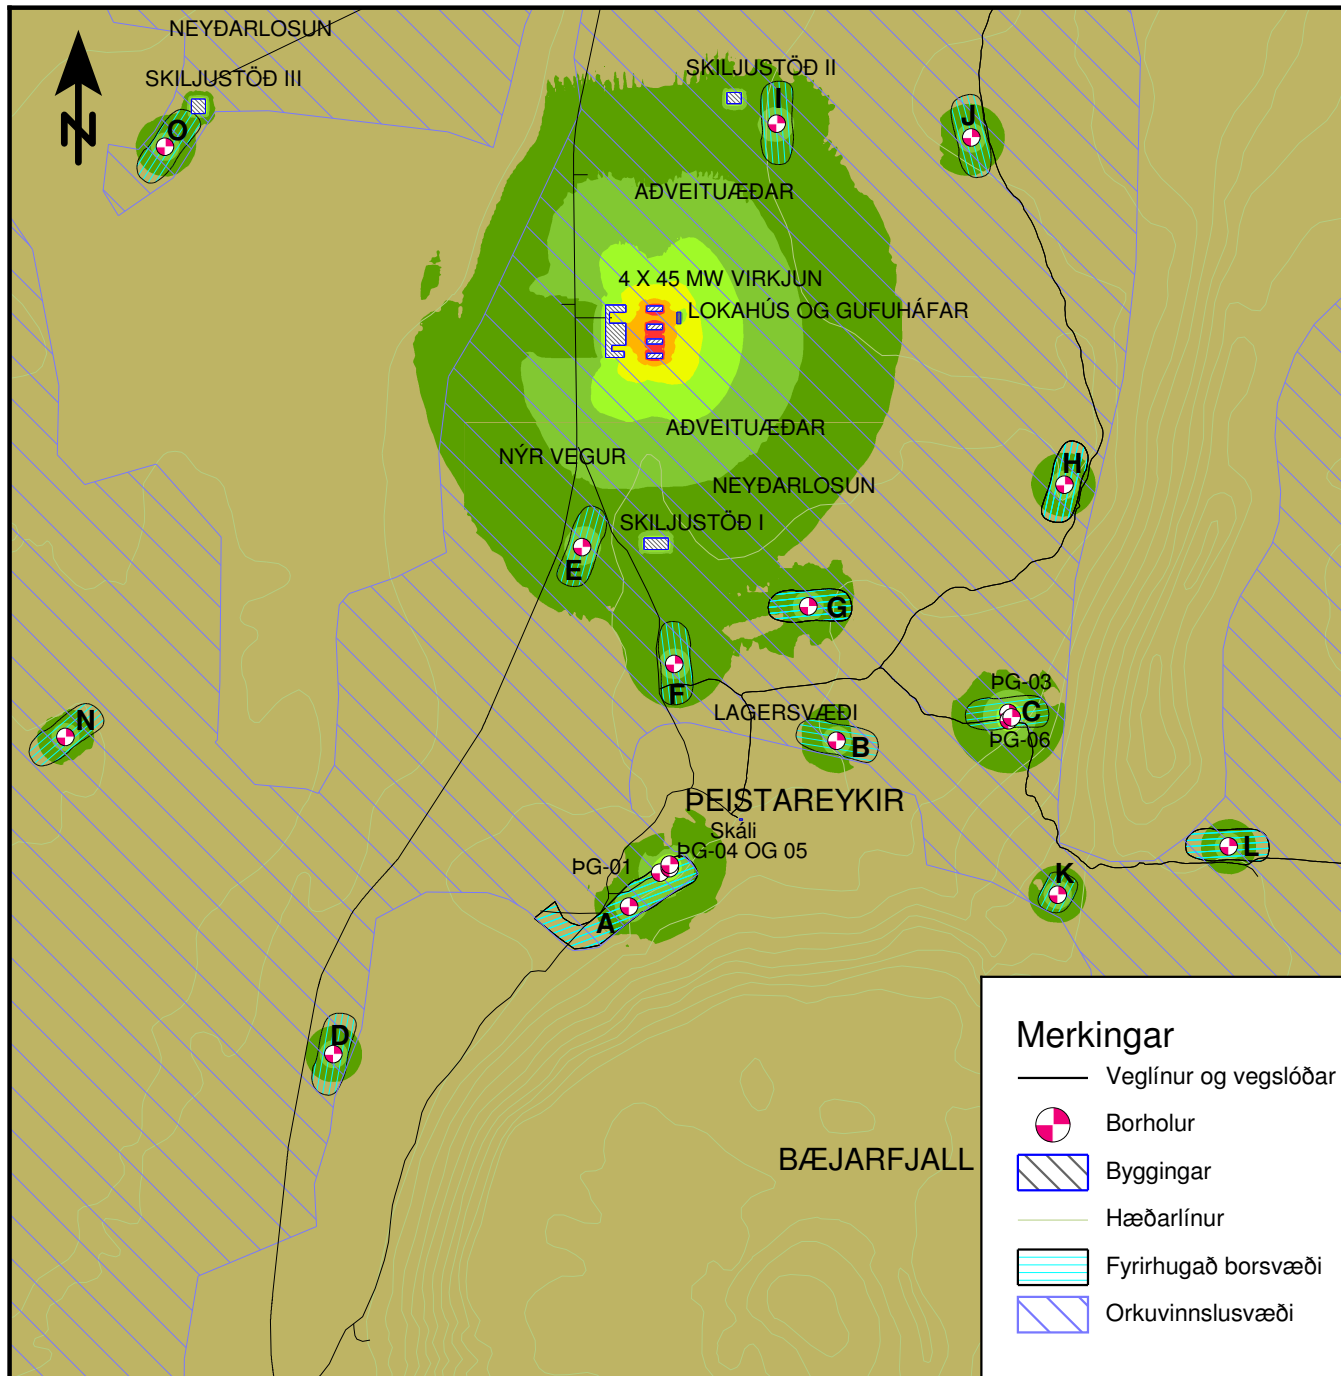 NEYÐARLOSUN
SKILJUSTÖÐ III
SKILJUSTÖÐ II
N
O
I
J
AÐVEITUÆÐAR
4 X 45 MW VIRKJUN
LOKAHÚS OG GUFUHÁFAR
AÐVEITUÆÐAR
NÝR VEGUR
H
NEYÐARLOSUN
SKILJUSTÖÐ I
E
G
ÞG-03
F
LAGERSVÆÐI
C
N
ÞG-06
B
ÞEISTAREYKIR
Skáli
ÞG-04 OG 05
L
ÞG-01
K
A
D
BÆJARFJALL
Merkingar
Veglínur og vegslóðar
Borholur
Byggingar
Hæðarlínur
Fyrirhugað borsvæði
Orkuvinnslusvæði